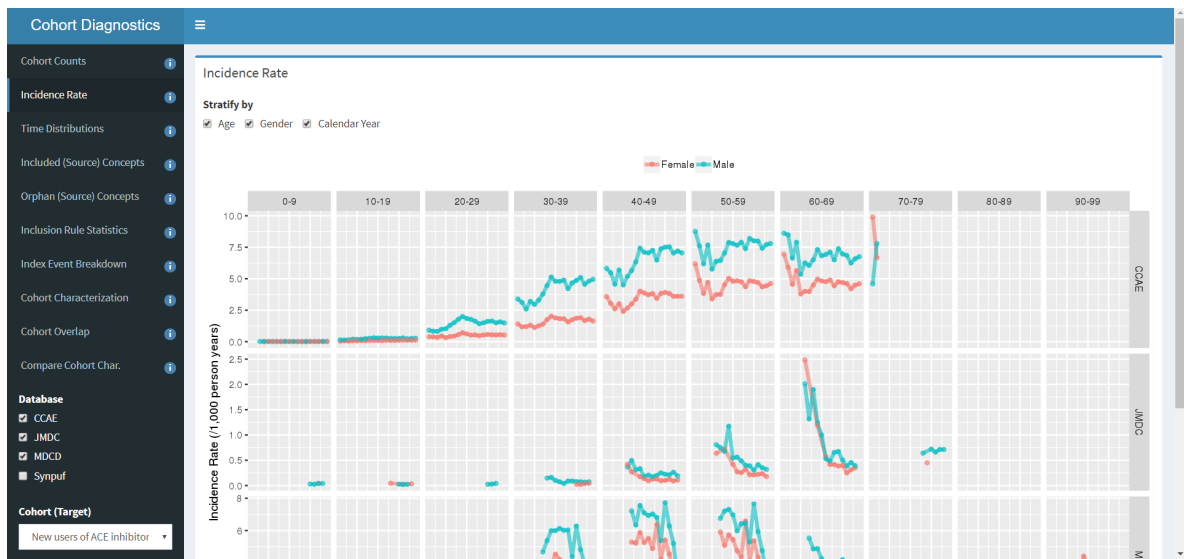 Cohort Diagnostics
Cohort Counts
Incidence Rate
Time Distributions
Included (Source) Concepts
Orphan (Source) Concepts
Inclusion Rule Statistics
Index Event Breakdown
Cohort Characterization
Cohort Overlap
Compare Cohort Char.
Database
CCAE
JMDC
MDCD
Synpuf
Cohort (Target)
New users of ACE inhibitor
Incidence Rate
Stratify by
Age Gender Calendar Year
Female Male
0-9 10-19 20-29 30-39 40-49 50-59 60-69 70-79 80-89 90-99
Incidence Rate (/1,000 person years)
10.0
7.5
5.0
2.5
0.0
CCAE
2.5
2.0
1.5
1.0
0.5
0.0
JMDC
8
6
M